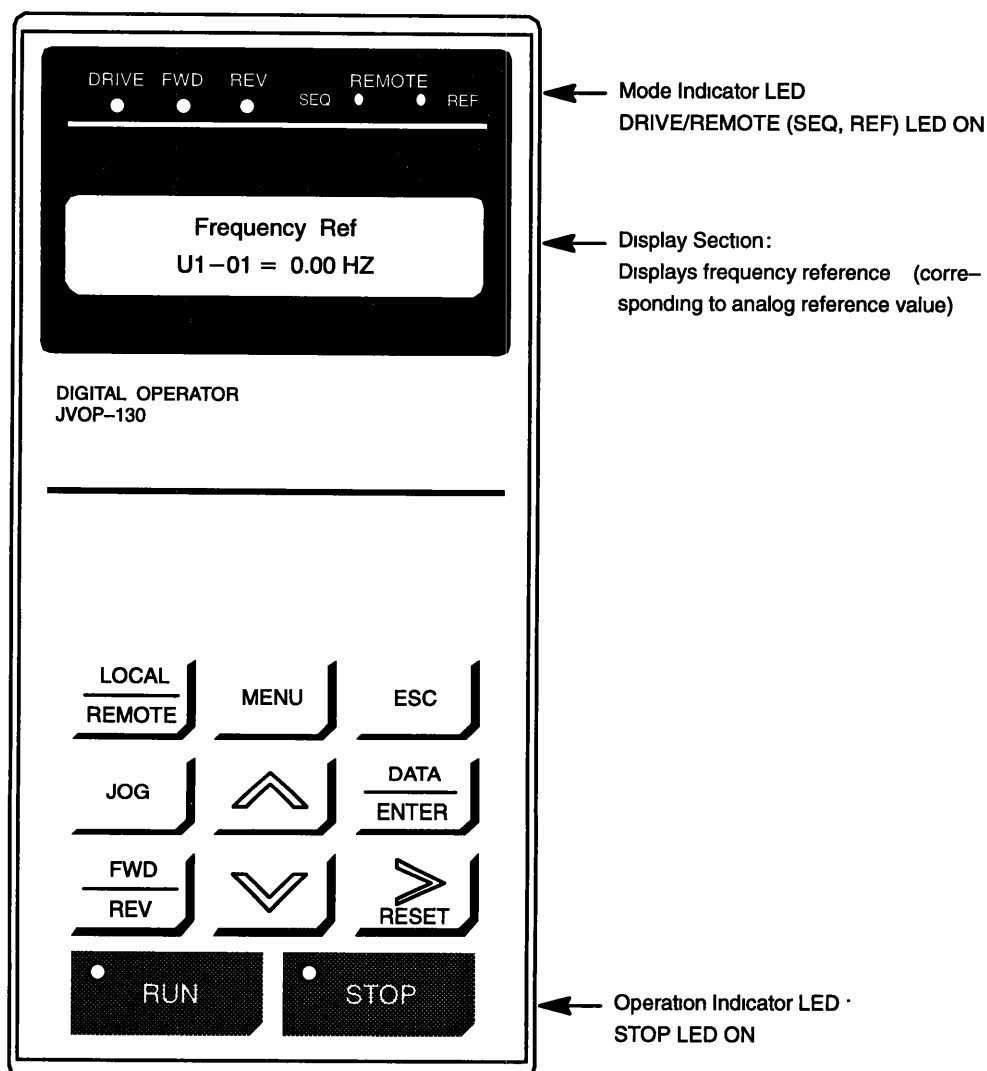 DRIVE FWD REV REMOTE
SEQ REF
Mode Indicator LED
DRIVE/REMOTE (SEQ, REF) LED ON
Frequency Ref
U1–01 = 0.00 HZ
Display Section:
Displays frequency reference (corre–
sponding to analog reference value)
DIGITAL OPERATOR
JVOP–130
LOCAL
REMOTE
MENU
ESC
JOG
DATA
ENTER
FWD
REV
RESET
RUN
STOP
Operation Indicator LED ·
STOP LED ON